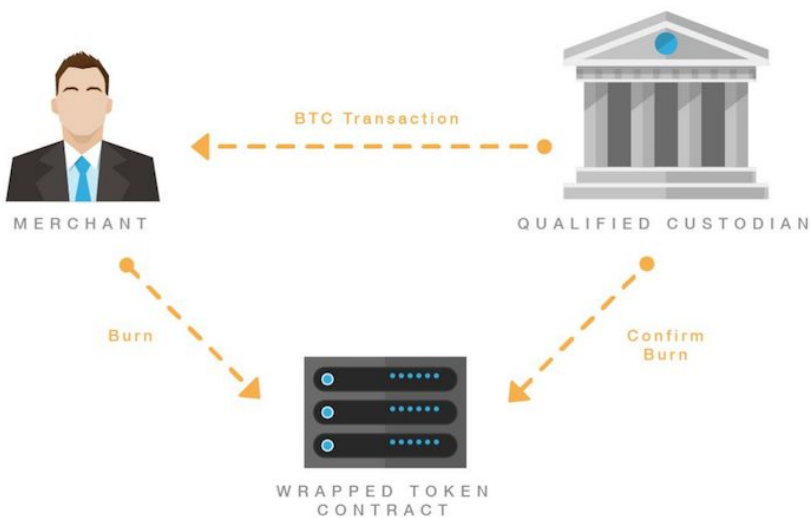 BTC Transaction
MERCHANT
QUALIFIED CUSTODIAN
Burn
Confirm
Burn
WRAPPED TOKEN
CONTRACT